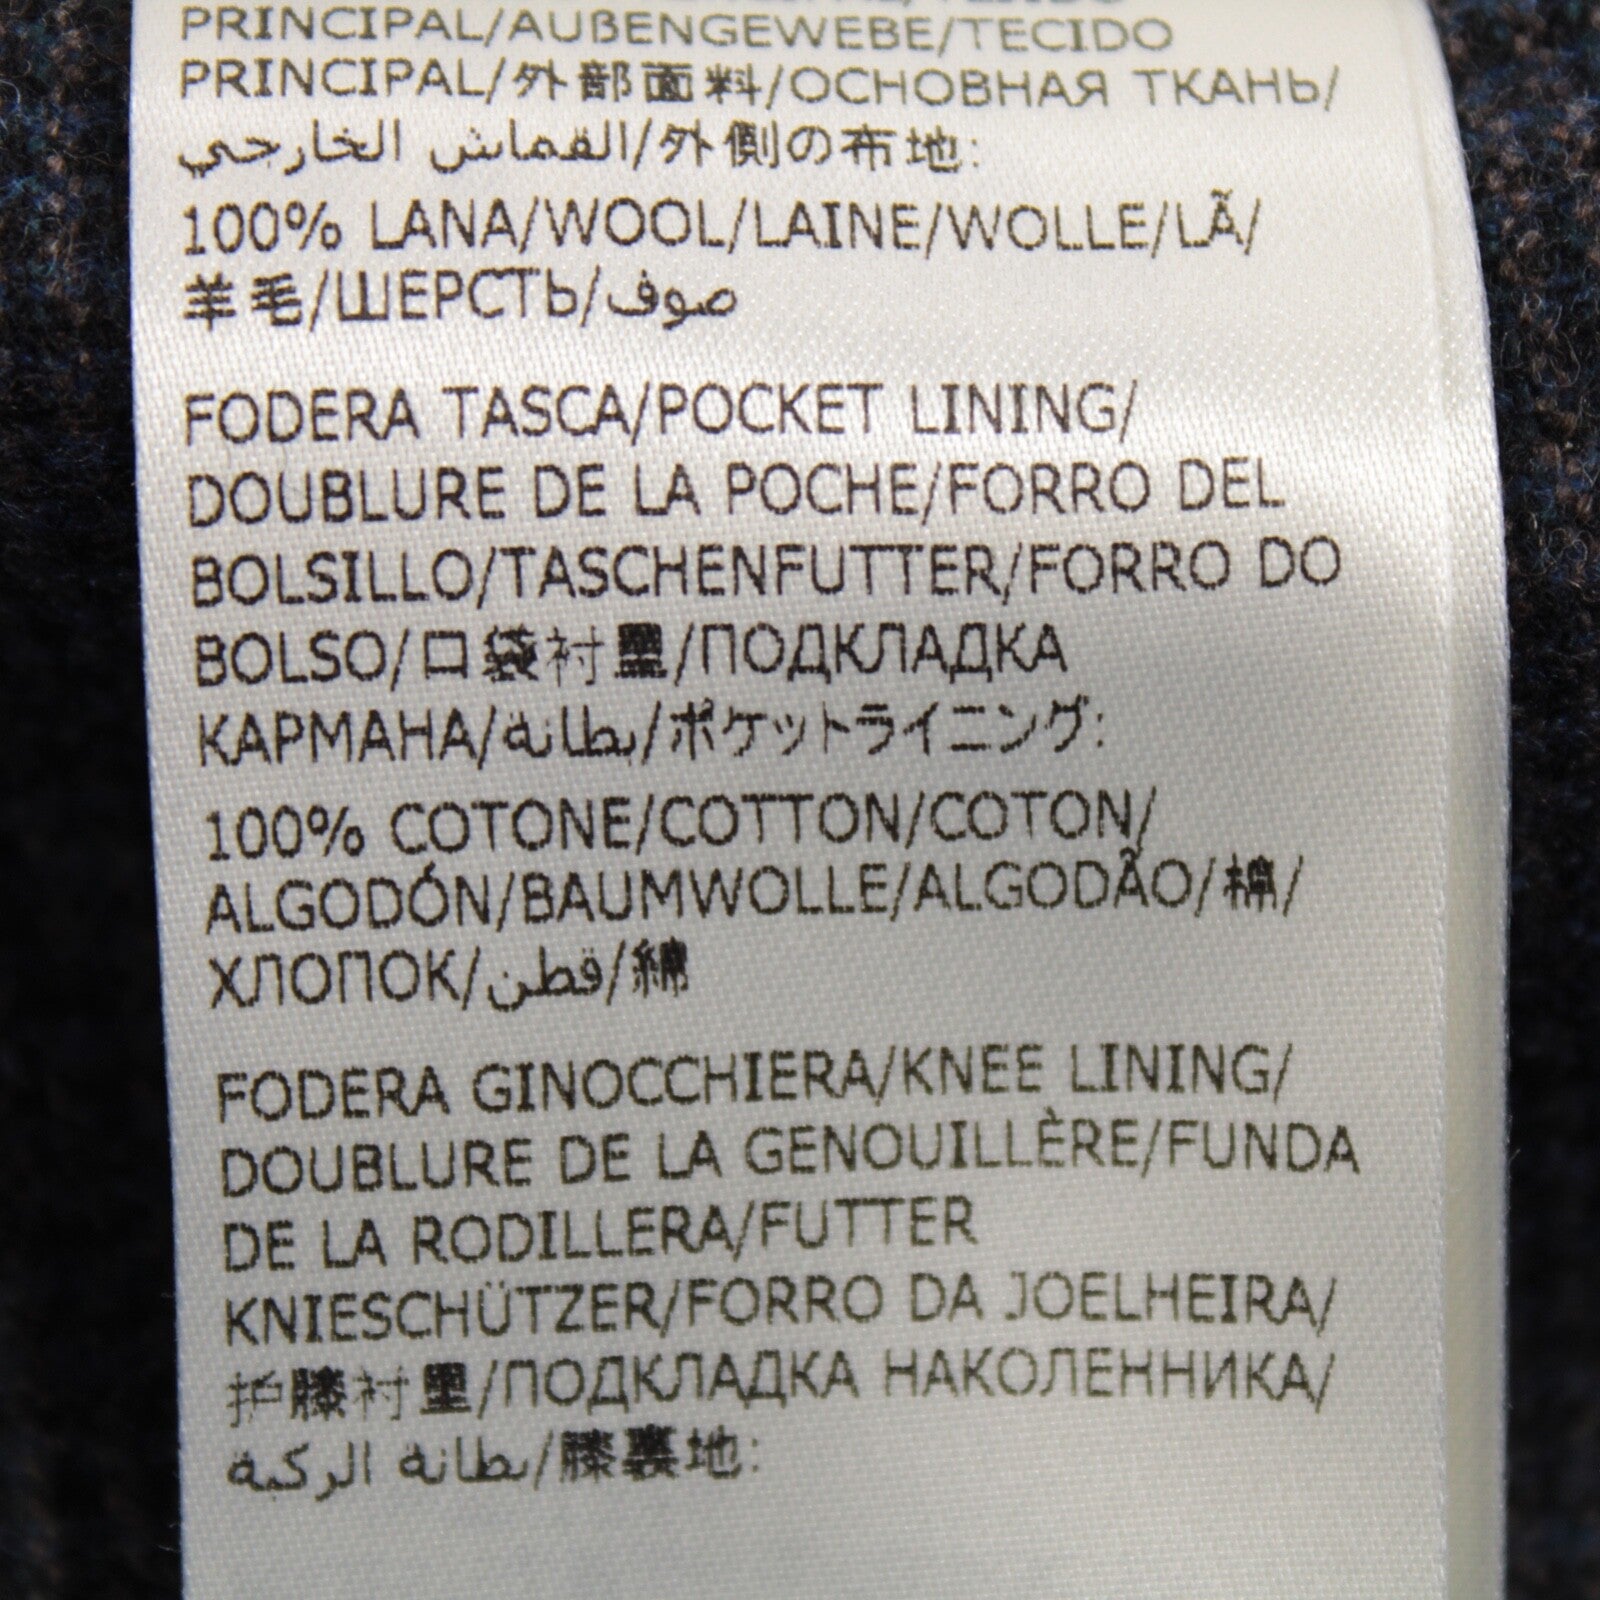 PRINCIPAL/AUßENGEWEBE/TECIDO
PRINCIPAL/外部面料/ОСНОВНАЯ ТКАНЬ/
القماش الخارجي/外側の布地:
100% LANA/WOOL/LAINE/WOLLE/LÃ/
羊毛/ШЕРСТЬ/صوف
FODERA TASCA/POCKET LINING/
DOUBLURE DE LA POCHE/FORRO DEL
BOLSILLO/TASCHENFUTTER/FORRO DO
BOLSO/口袋衬里/ПОДКЛАДКА
КАРМАНА/بطانة/ポケットライニング:
100% COTONE/COTTON/COTON/
ALGODÓN/BAUMWOLLE/ALGODÃO/棉/
ХЛОПОК/قطن/綿
FODERA GINOCCHIERA/KNEE LINING/
DOUBLURE DE LA GENOUILLÈRE/FUNDA
DE LA RODILLERA/FUTTER
KNIESCHÜTZER/FORRO DA JOELHEIRA/
护膝衬里/ПОДКЛАДКА НАКОЛЕННИКА/
بطانة الركبة/膝裏地: